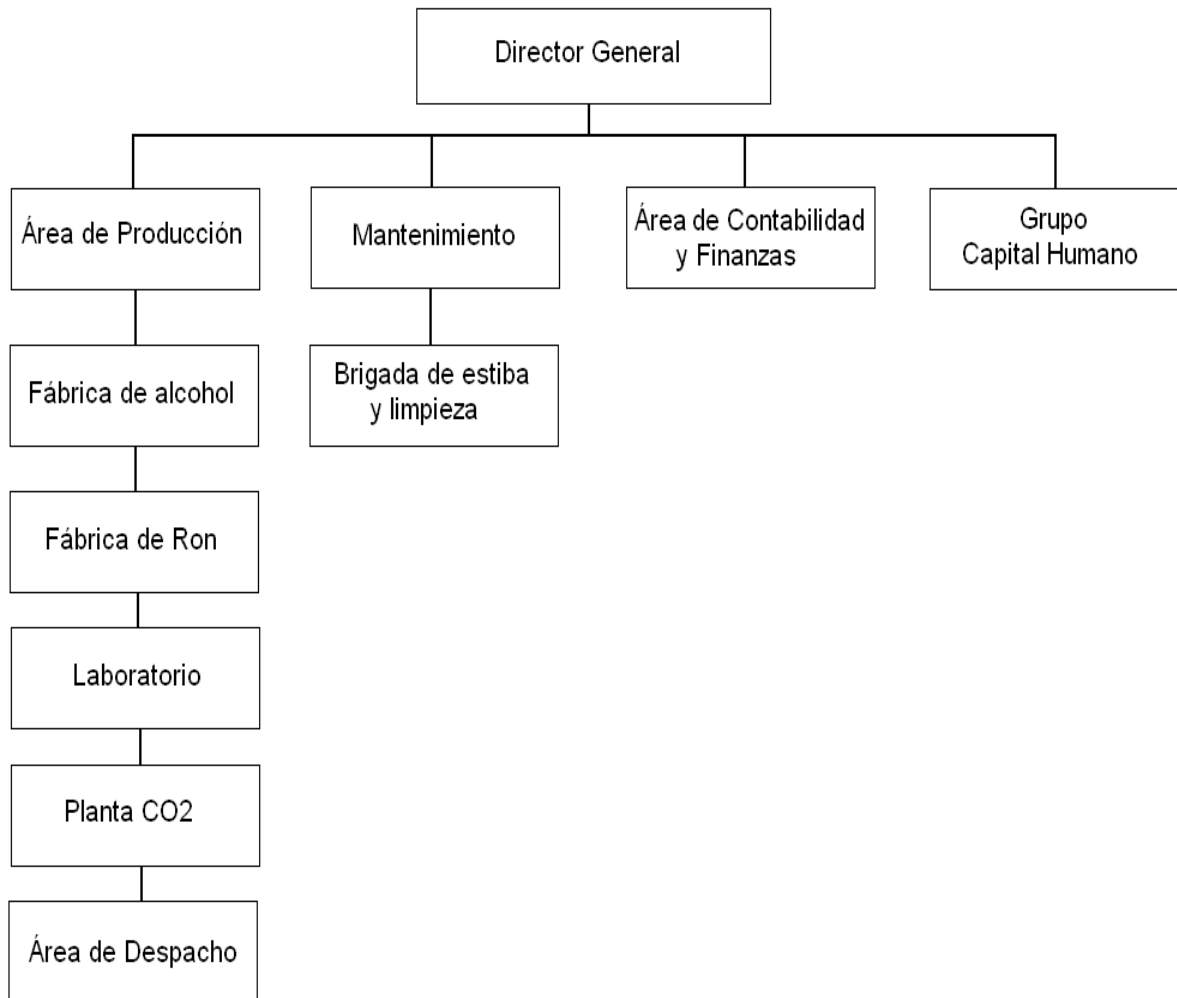 Director General
Área de Producción
Mantenimiento
Área de Contabilidad
y Finanzas
Grupo
Capital Humano
Fábrica de alcohol
Brigada de estiba
y limpieza
Fábrica de Ron
Laboratorio
Planta CO2
Área de Despacho